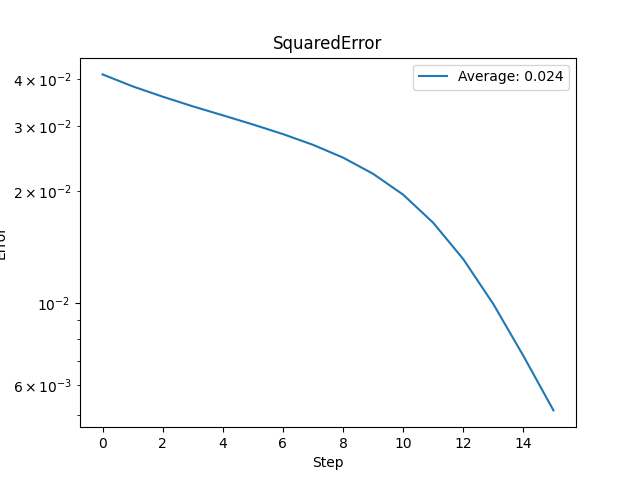 SquaredError
Average: 0.024
4 × 10⁻²
3 × 10⁻²
2 × 10⁻²
10⁻²
6 × 10⁻³
Error
0 2 4 6 8 10 12 14
Step